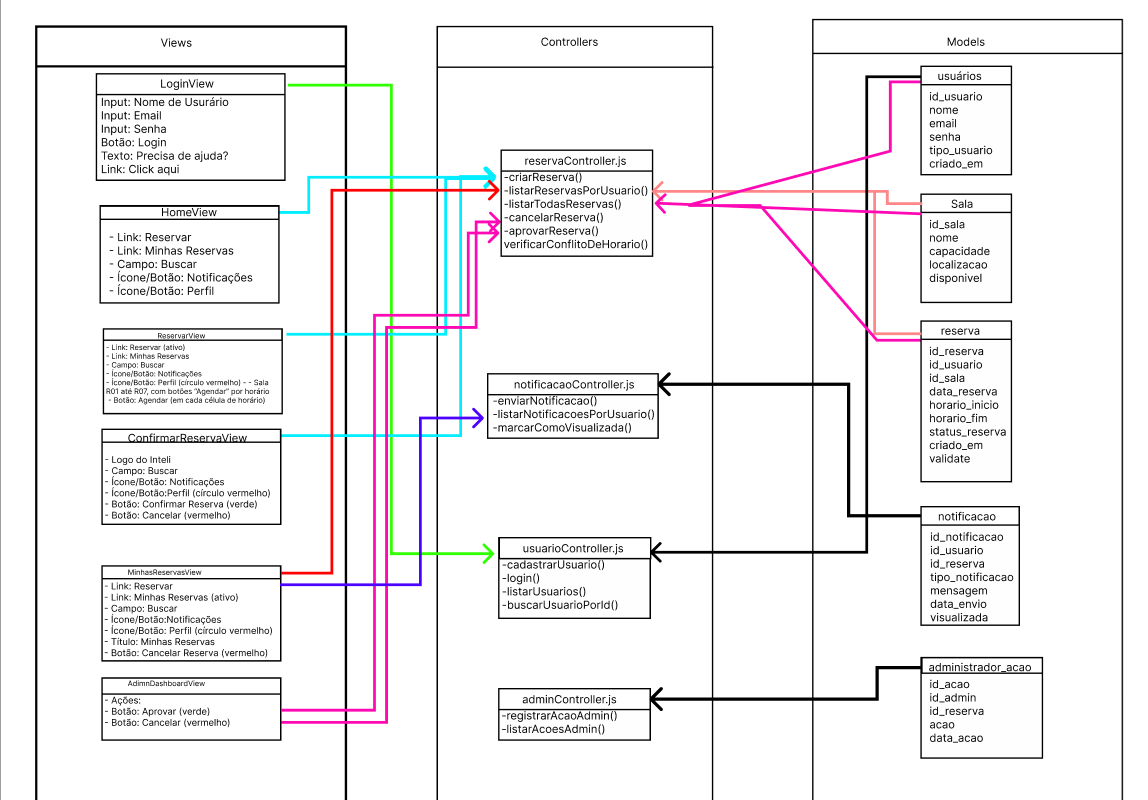 Views
LoginView
Input: Nome de Usurário
Input: Email
Input: Senha
Botão: Login
Texto: Precisa de ajuda?
Link: Click aqui
HomeView
- Link: Reservar
- Link: Minhas Reservas
- Campo: Buscar
- Ícone/Botão: Notificações
- Ícone/Botão: Perfil
ReservarView
- Link: Reservar (ativo)
- Link: Minhas Reservas
- Campo: Buscar
- Ícone/Botão: Notificações
- Ícone/Botão: Perfil (círculo vermelho) - - Sala
R01 até R07, com botões "Agendar" por horário
- Botão: Agendar (em cada célula de horário)
ConfirmarReservaView
- Logo do Inteli
- Campo: Buscar
- Ícone/Botão: Notificações
- Ícone/Botão:Perfil (círculo vermelho)
- Botão: Confirmar Reserva (verde)
- Botão: Cancelar (vermelho)
MinhasReservasView
- Link: Reservar
- Link: Minhas Reservas (ativo)
- Campo: Buscar
- Ícone/Botão:Notificações
- Ícone/Botão: Perfil (círculo vermelho)
- Título: Minhas Reservas
- Botão: Cancelar Reserva (vermelho)
AdimnDashboardView
- Ações:
- Botão: Aprovar (verde)
- Botão: Cancelar (vermelho)
Controllers
reservaController.js
-criarReserva()
-listarReservasPorUsuario()
-listarTodasReservas()
-cancelarReserva()
-aprovarReserva()
verificarConflitoDeHorario()
notificacaoController.js
-enviarNotificacao()
-listarNotificacoesPorUsuario()
-marcarComoVisualizada()
usuarioController.js
-cadastrarUsuario()
-login()
-listarUsuarios()
-buscarUsuarioPorId()
adminController.js
-registrarAcaoAdmin()
-listarAcoesAdmin()
Models
usuários
id_usuario
nome
email
senha
tipo_usuario
criado_em
Sala
id_sala
nome
capacidade
localizacao
disponivel
reserva
id_reserva
id_usuario
id_sala
data_reserva
horario_inicio
horario_fim
status_reserva
criado_em
validate
notificacao
id_notificacao
id_usuario
id_reserva
tipo_notificacao
mensagem
data_envio
visualizada
administrador_acao
id_acao
id_admin
id_reserva
acao
data_acao